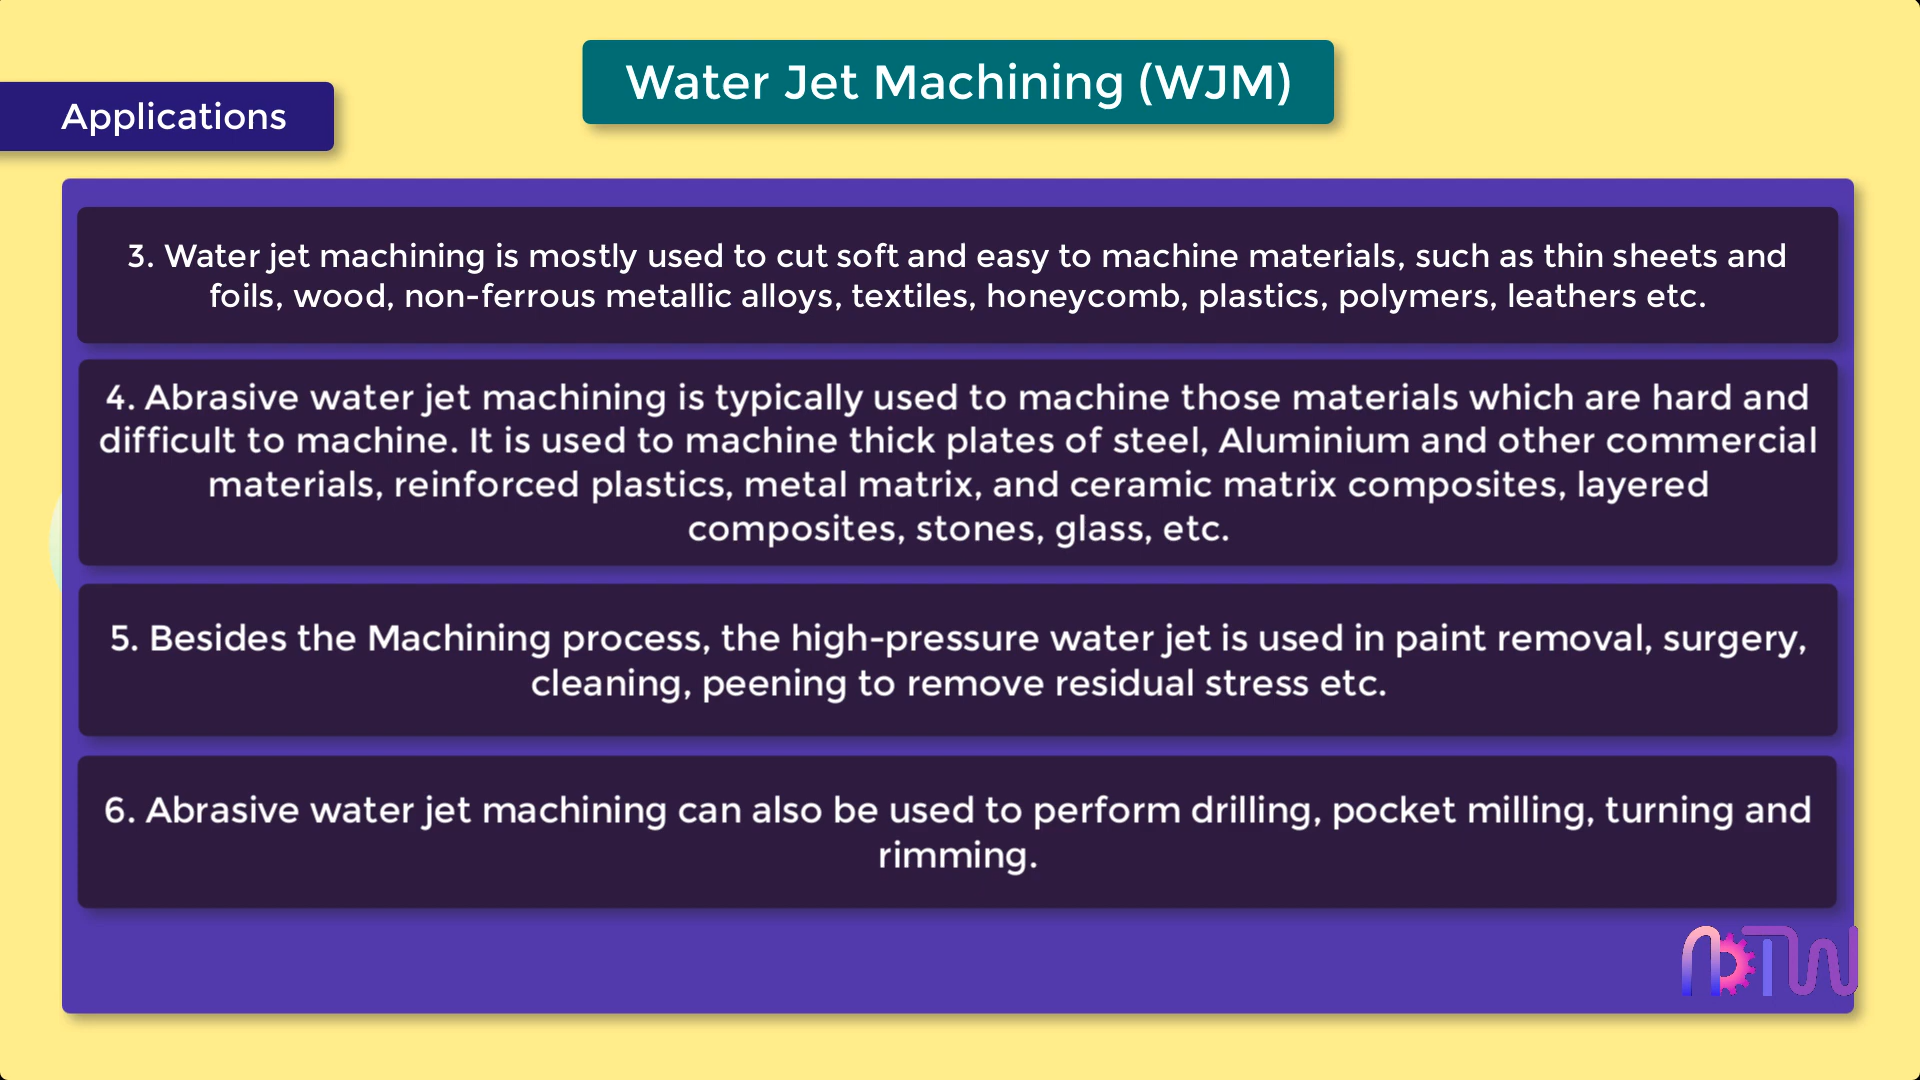 Water Jet Machining (WJM)
Applications
3. Water jet machining is mostly used to cut soft and easy to machine materials, such as thin sheets and
foils, wood, non-ferrous metallic alloys, textiles, honeycomb, plastics, polymers, leathers etc.
4. Abrasive water jet machining is typically used to machine those materials which are hard and
difficult to machine. It is used to machine thick plates of steel, Aluminium and other commercial
materials, reinforced plastics, metal matrix, and ceramic matrix composites, layered
composites, stones, glass, etc.
5. Besides the Machining process, the high-pressure water jet is used in paint removal, surgery,
cleaning, peening to remove residual stress etc.
6. Abrasive water jet machining can also be used to perform drilling, pocket milling, turning and
rimming.